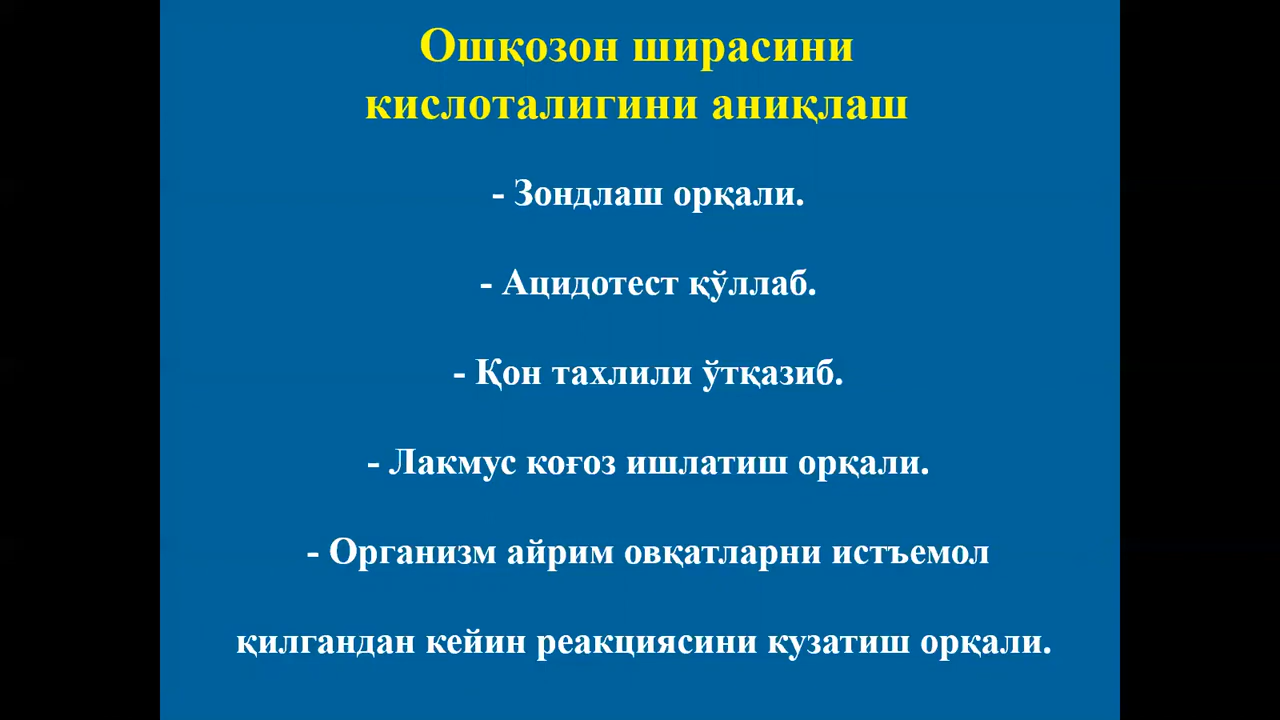 Ошқозон ширасини
кислоталигини аниқлаш
- Зондлаш орқали.
- Ацидотест қўллаб.
- Қон тахлили ўтқазиб.
- Лакмус коғоз ишлатиш орқали.
- Организм айрим овқатларни истъемол
қилгандан кейин реакциясини кузатиш орқали.